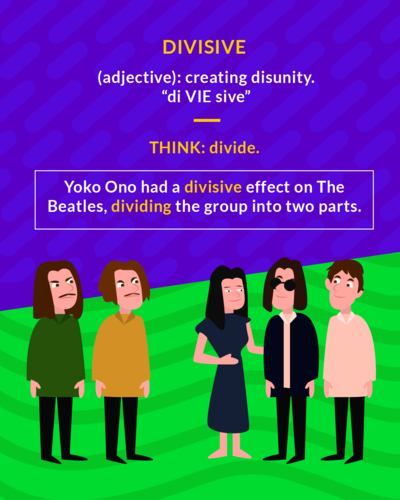 DIVISIVE
(adjective): creating disunity.
“di VIE sive”
THINK: divide.
Yoko Ono had a divisive effect on The
Beatles, dividing the group into two parts.